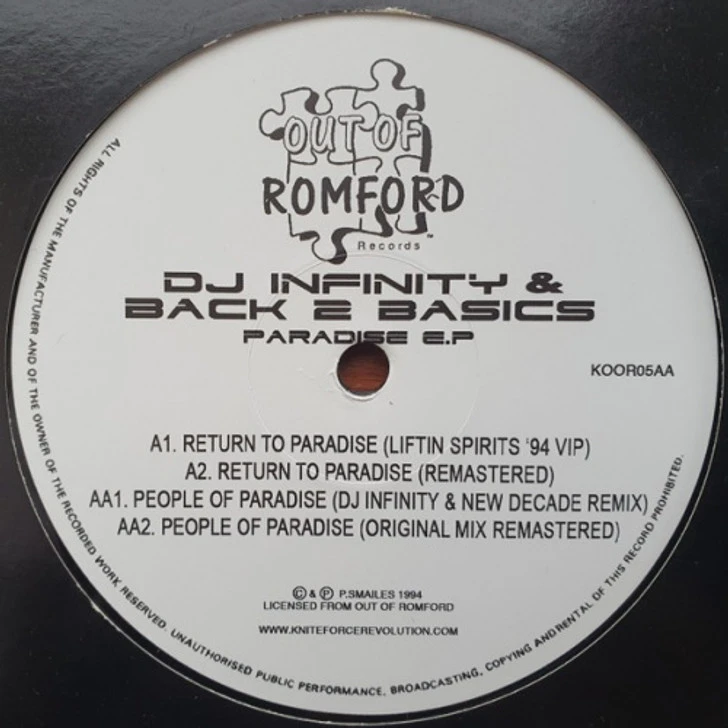 OUT OF
ROMFORD
Records
™
DJ INFINITY &
BACK 2 BASICS
PARADISE E.P
KOOR05AA
A1. RETURN TO PARADISE (LIFTIN SPIRITS '94 VIP)
A2. RETURN TO PARADISE (REMASTERED)
AA1. PEOPLE OF PARADISE (DJ INFINITY & NEW DECADE REMIX)
AA2. PEOPLE OF PARADISE (ORIGINAL MIX REMASTERED)
© & ℗ P.SMAILES 1994
LICENSED FROM OUT OF ROMFORD
WWW.KNITEFORCEREVOLUTION.COM
ALL RIGHTS OF THE MANUFACTURER AND OF THE OWNER OF THE RECORDED WORK RESERVED. UNAUTHORISED PUBLIC PERFORMANCE, BROADCASTING, COPYING AND RENTAL OF THIS RECORD PROHIBITED.